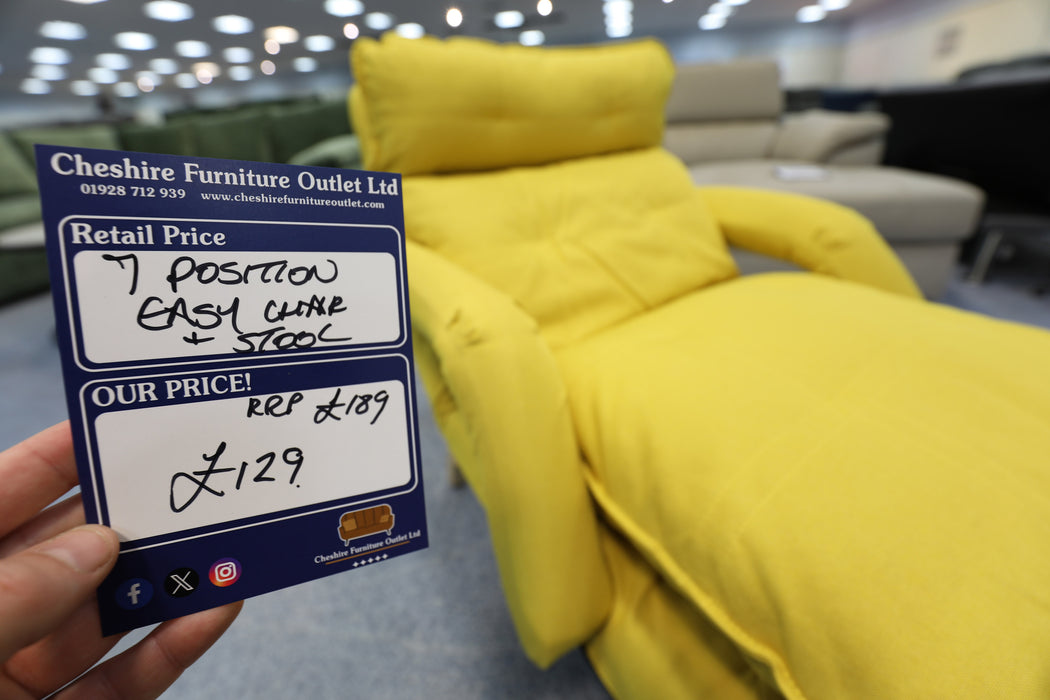 Cheshire Furniture Outlet Ltd
01928 712 939 www.cheshirefurnitureoutlet.com
Retail Price
7 POSITION
EASY CHAIR
+ STOOL
OUR PRICE!
RRP £189
£129
Cheshire Furniture Outlet Ltd